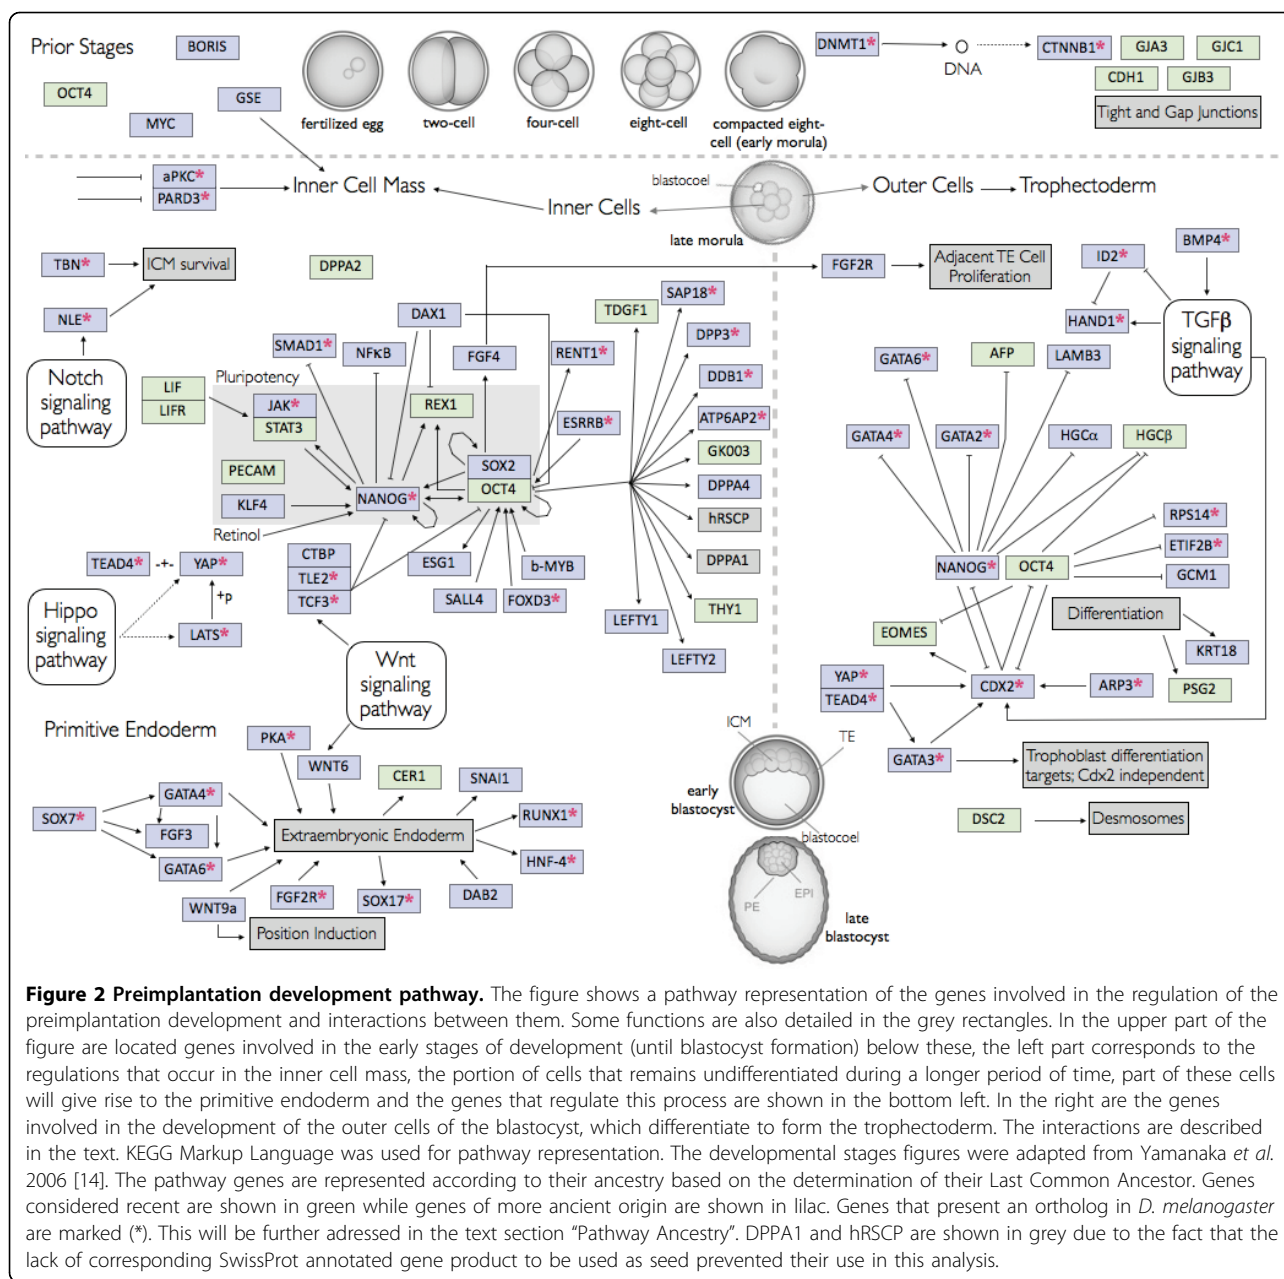 Prior Stages
BORIS
OCT4
GSE
MYC
fertilized egg
two-cell
four-cell
eight-cell
compacted eight-
cell (early morula)
DNMT1*
DNA
CTNNB1*
GJA3
GJC1
CDH1
GJB3
Tight and Gap Junctions
aPKC*
PARD3*
Inner Cell Mass
Inner Cells
blastocoel
late morula
Outer Cells
Trophectoderm
TBN*
ICM survival
DPPA2
NLE*
Notch
signaling
pathway
SMAD1*
NFκB
DAX1
FGF4
RENT1*
TDGF1
SAP18*
DPP3*
DDB1*
ATP6AP2*
GK003
DPPA4
hRSCP
DPPA1
THY1
LEFTY1
LEFTY2
FGF2R
Adjacent TE Cell
Proliferation
ID2*
BMP4*
HAND1*
TGFβ
signaling
pathway
LIF
LIFR
Pluripotency
JAK*
STAT3
REX1
ESRRB*
PECAM
KLF4
NANOG*
SOX2
OCT4
Retinol
TEAD4*
-+-
YAP*
+p
LATS*
Hippo
signaling
pathway
CTBP
TLE2*
TCF3*
ESG1
b-MYB
SALL4
FOXD3*
Wnt
signaling
pathway
GATA6*
AFP
LAMB3
GATA4*
GATA2*
HGCα
HGCβ
RPS14*
ETIF2B*
GCM1
NANOG*
OCT4
Differentiation
EOMES
KRT18
PSG2
YAP*
TEAD4*
CDX2*
ARP3*
GATA3*
Trophoblast differentiation
targets; Cdx2 independent
DSC2
Desmosomes
Primitive Endoderm
PKA*
WNT6
CER1
SNAI1
SOX7*
GATA4*
FGF3
GATA6*
Extraembryonic Endoderm
RUNX1*
HNF-4*
WNT9a
FGF2R*
SOX17*
DAB2
Position Induction
ICM
TE
early
blastocyst
blastocoel
EPI
PE
late
blastocyst
Figure 2 Preimplantation development pathway. The figure shows a pathway representation of the genes involved in the regulation of the
preimplantation development and interactions between them. Some functions are also detailed in the grey rectangles. In the upper part of the
figure are located genes involved in the early stages of development (until blastocyst formation) below these, the left part corresponds to the
regulations that occur in the inner cell mass, the portion of cells that remains undifferentiated during a longer period of time, part of these cells
will give rise to the primitive endoderm and the genes that regulate this process are shown in the bottom left. In the right are the genes
involved in the development of the outer cells of the blastocyst, which differentiate to form the trophectoderm. The interactions are described
in the text. KEGG Markup Language was used for pathway representation. The developmental stages figures were adapted from Yamanaka et al.
2006 [14]. The pathway genes are represented according to their ancestry based on the determination of their Last Common Ancestor. Genes
considered recent are shown in green while genes of more ancient origin are shown in lilac. Genes that present an ortholog in D. melanogaster
are marked (*). This will be further adressed in the text section “Pathway Ancestry”. DPPA1 and hRSCP are shown in grey due to the fact that the
lack of corresponding SwissProt annotated gene product to be used as seed prevented their use in this analysis.